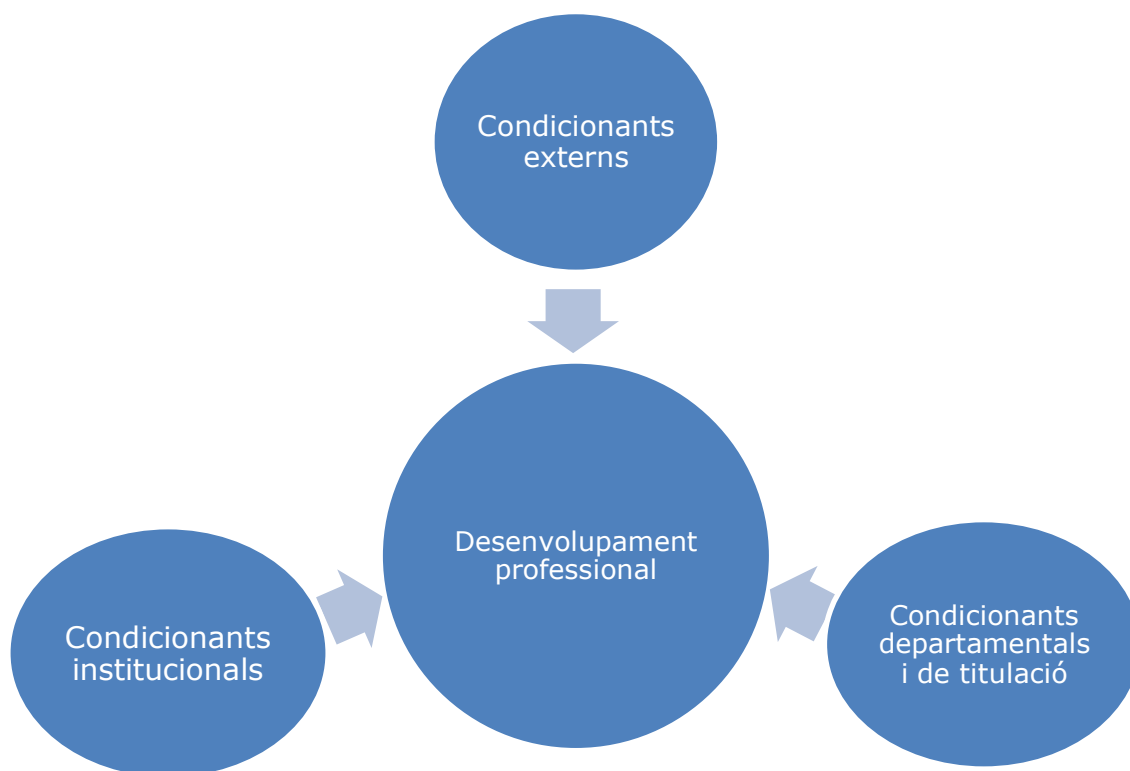 Condicionants
externs
Desenvolupament
professional
Condicionants
institucionals
Condicionants
departamentals
i de titulació